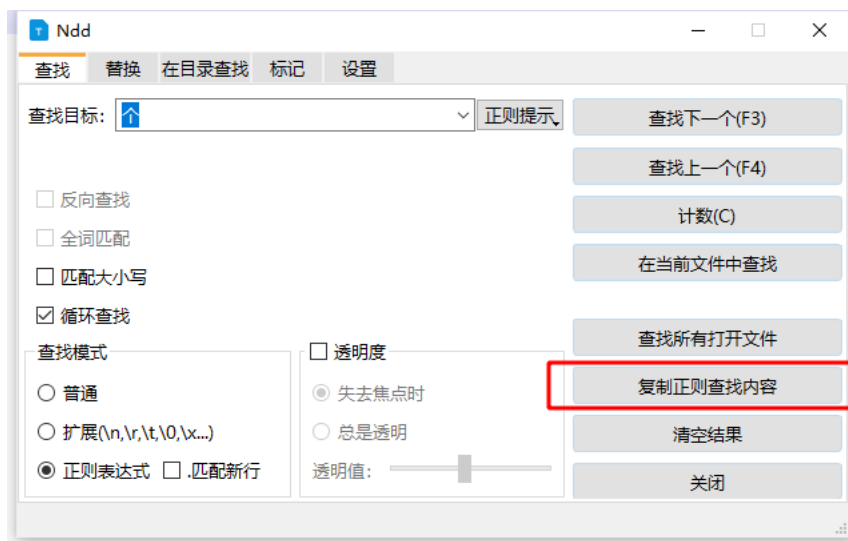 Ndd
查找 替换 在目录查找 标记 设置
查找目标: 个 正则提示
查找下一个(F3)
查找上一个(F4)
反向查找
计数(C)
全词匹配
在当前文件中查找
匹配大小写
循环查找
查找所有打开文件
查找模式 透明度
复制正则查找内容
普通 失去焦点时
扩展(\n,\r,\t,\0,\x...) 总是透明
清空结果
正则表达式 .匹配新行 透明值:
关闭